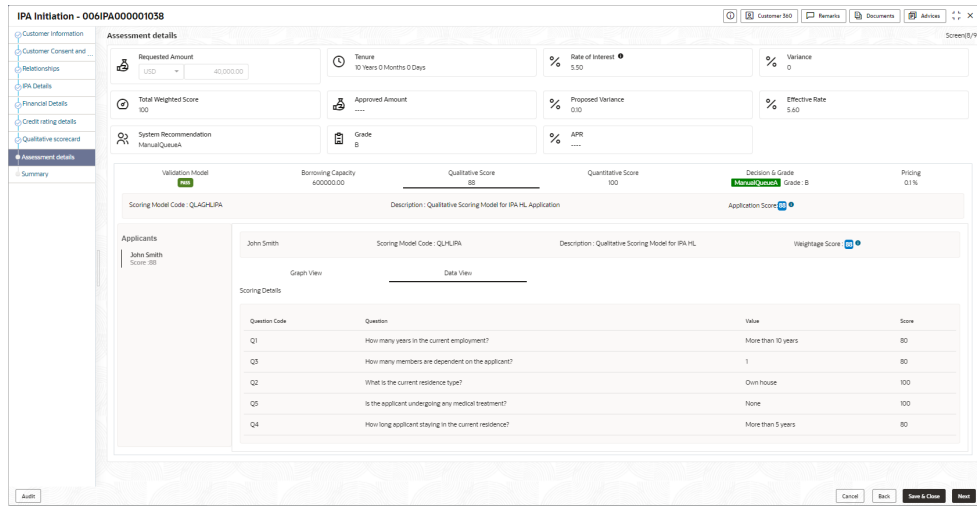 IPA Initiation - 006IPA000001038
Customer 360
Remarks
Documents
Advices
Customer Information
Customer Consent and ...
Relationships
IPA Details
Financial Details
Credit rating details
Qualitative scorecard
Assessment details
Summary
Assessment details
Screen(8/9
Requested Amount
USD 40,000.00
Tenure
10 Years 0 Months 0 Days
Rate of Interest
5.50
Variance
0
Total Weighted Score
100
Approved Amount
----
Proposed Variance
0.10
Effective Rate
5.60
System Recommendation
ManualQueueA
Grade
B
APR
----
Validation Model
PASS
Borrowing Capacity
600000.00
Qualitative Score
88
Quantitative Score
100
Decision & Grade
ManualQueueA Grade : B
Pricing
0.1 %
Scoring Model Code : QLAGHLIPA
Description : Qualitative Scoring Model for IPA HL Application
Application Score: 88
Applicants
John Smith
Score :88
John Smith
Scoring Model Code : QLHLIPA
Description : Qualitative Scoring Model for IPA HL
Weightage Score : 88
Graph View
Data View
Scoring Details
Question Code Question Value Score
Q1 How many years in the current employment? More than 10 years 80
Q3 How many members are dependent on the applicant? 1 80
Q2 What is the current residence type? Own house 100
Q5 Is the applicant undergoing any medical treatment? None 100
Q4 How long applicant staying in the current residence? More than 5 years 80
Audit
Cancel
Back
Save & Close
Next